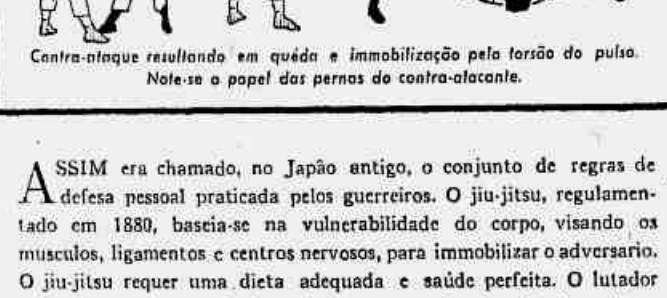 Contra-ataque resultando em quéda e immobilização pela torsão do pulso.
Note-se o papel das pernas do contra-atacante.
ASSIM era chamado, no Japão antigo, o conjunto de regras de
defesa pessoal praticada pelos guerreiros. O jiu-jitsu, regulamen-
tado em 1880, baseia-se na vulnerabilidade do corpo, visando os
musculos, ligamentos e centros nervosos, para immobilizar o adversario.
O jiu-jitsu requer uma dieta adequada e saúde perfeita. O lutador